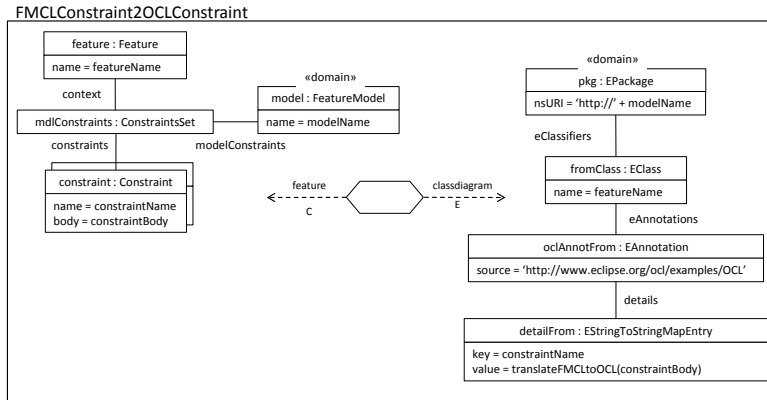 FMCLConstraint2OCLConstraint
feature : Feature
name = featureName
context
mdlConstraints : ConstraintsSet
constraints
modelConstraints
«domain»
model : FeatureModel
name = modelName
constraint : Constraint
name = constraintName
body = constraintBody
feature
C
classdiagram
E
«domain»
pkg : EPackage
nsURI = ‘http://’ + modelName
eClassifiers
fromClass : EClass
name = featureName
eAnnotations
oclAnnotFrom : EAnnotation
source = ‘http://www.eclipse.org/ocl/examples/OCL’
details
detailFrom : EStringToStringMapEntry
key = constraintName
value = translateFMCLtoOCL(constraintBody)